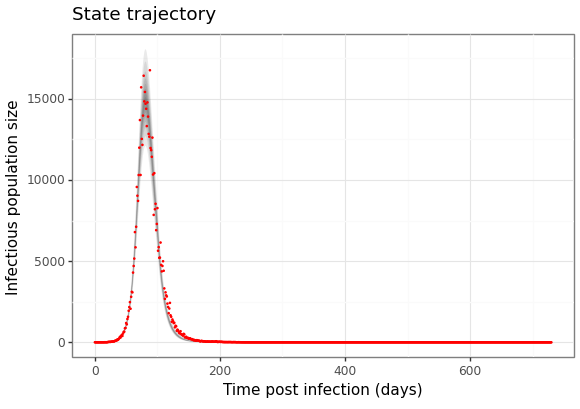 State trajectory
Infectious population size
15000
10000
5000
0
0 200 400 600
Time post infection (days)